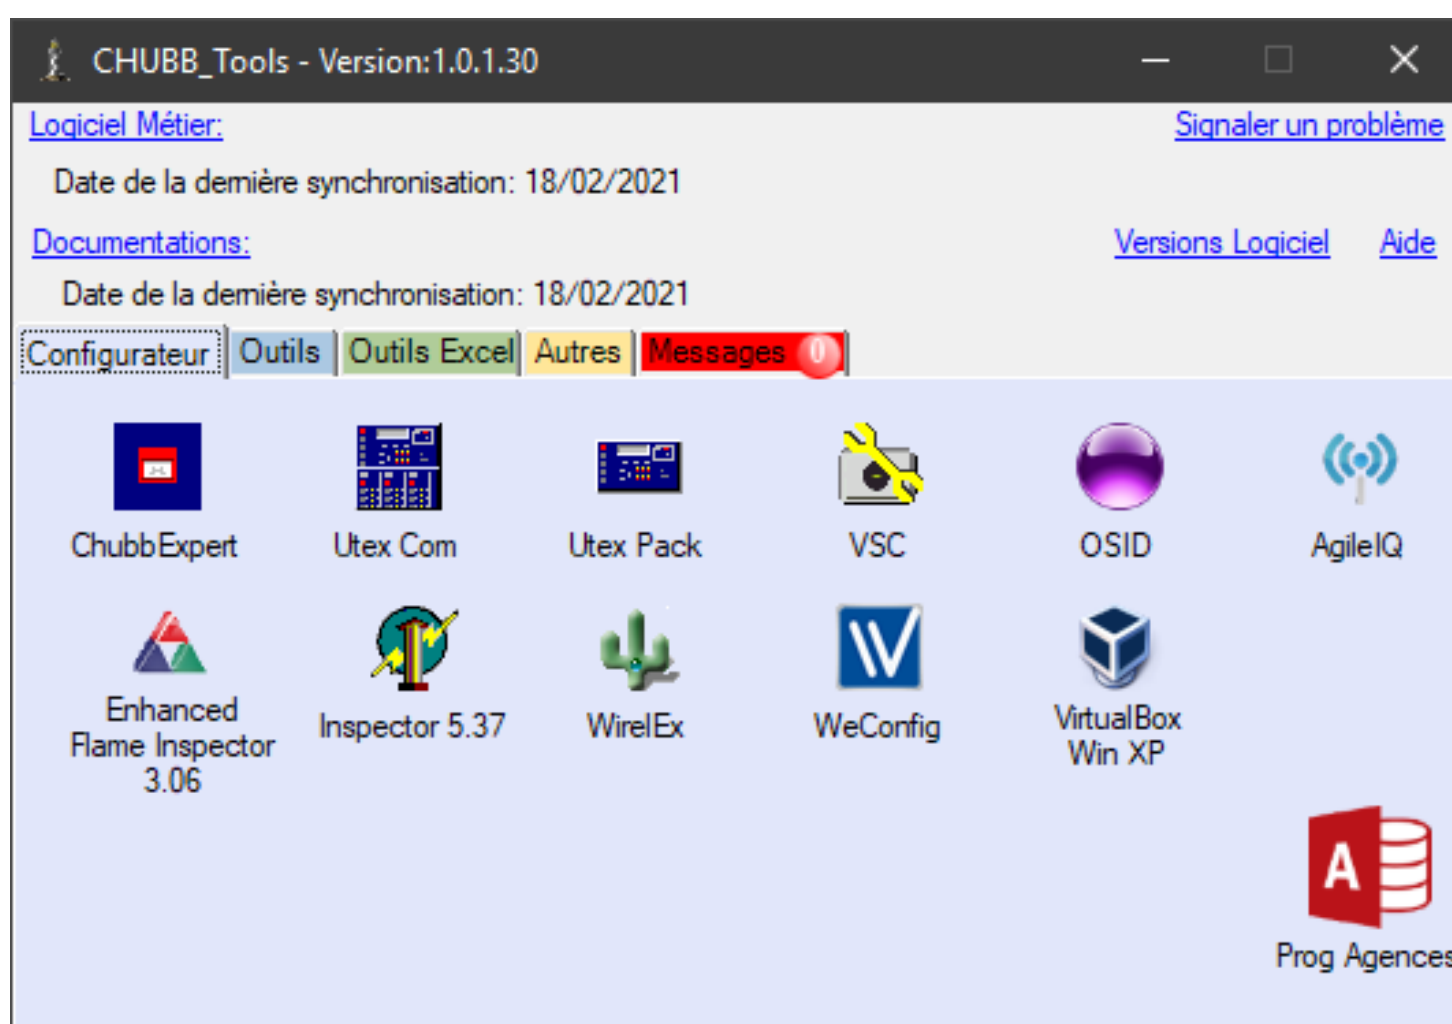 CHUBB_Tools - Version:1.0.1.30
Logiciel Métier:
Signaler un problème
Date de la dernière synchronisation: 18/02/2021
Documentations:
Versions Logiciel
Aide
Date de la dernière synchronisation: 18/02/2021
Configurateur
Outils
Outils Excel
Autres
Messages 0
ChubbExpert
Utex Com
Utex Pack
VSC
OSID
AgileIQ
Enhanced
Flame Inspector
3.06
Inspector 5.37
WirelEx
W
WeConfig
VirtualBox
Win XP
A
Prog Agences